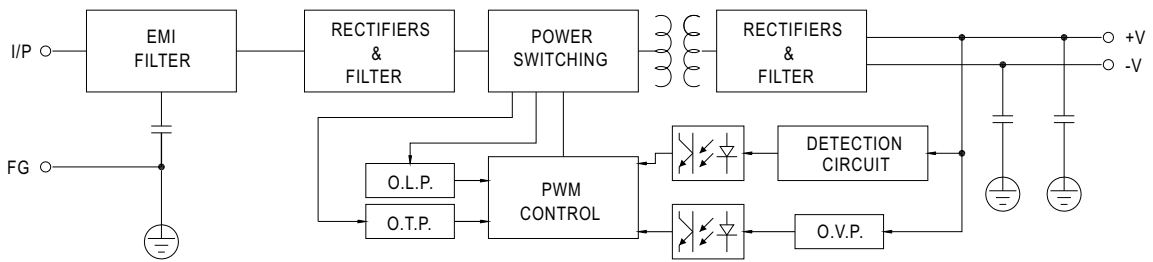 I/P
EMI
FILTER
RECTIFIERS
&
FILTER
POWER
SWITCHING
RECTIFIERS
&
FILTER
+V
-V
FG
O.L.P.
O.T.P.
PWM
CONTROL
DETECTION
CIRCUIT
O.V.P.